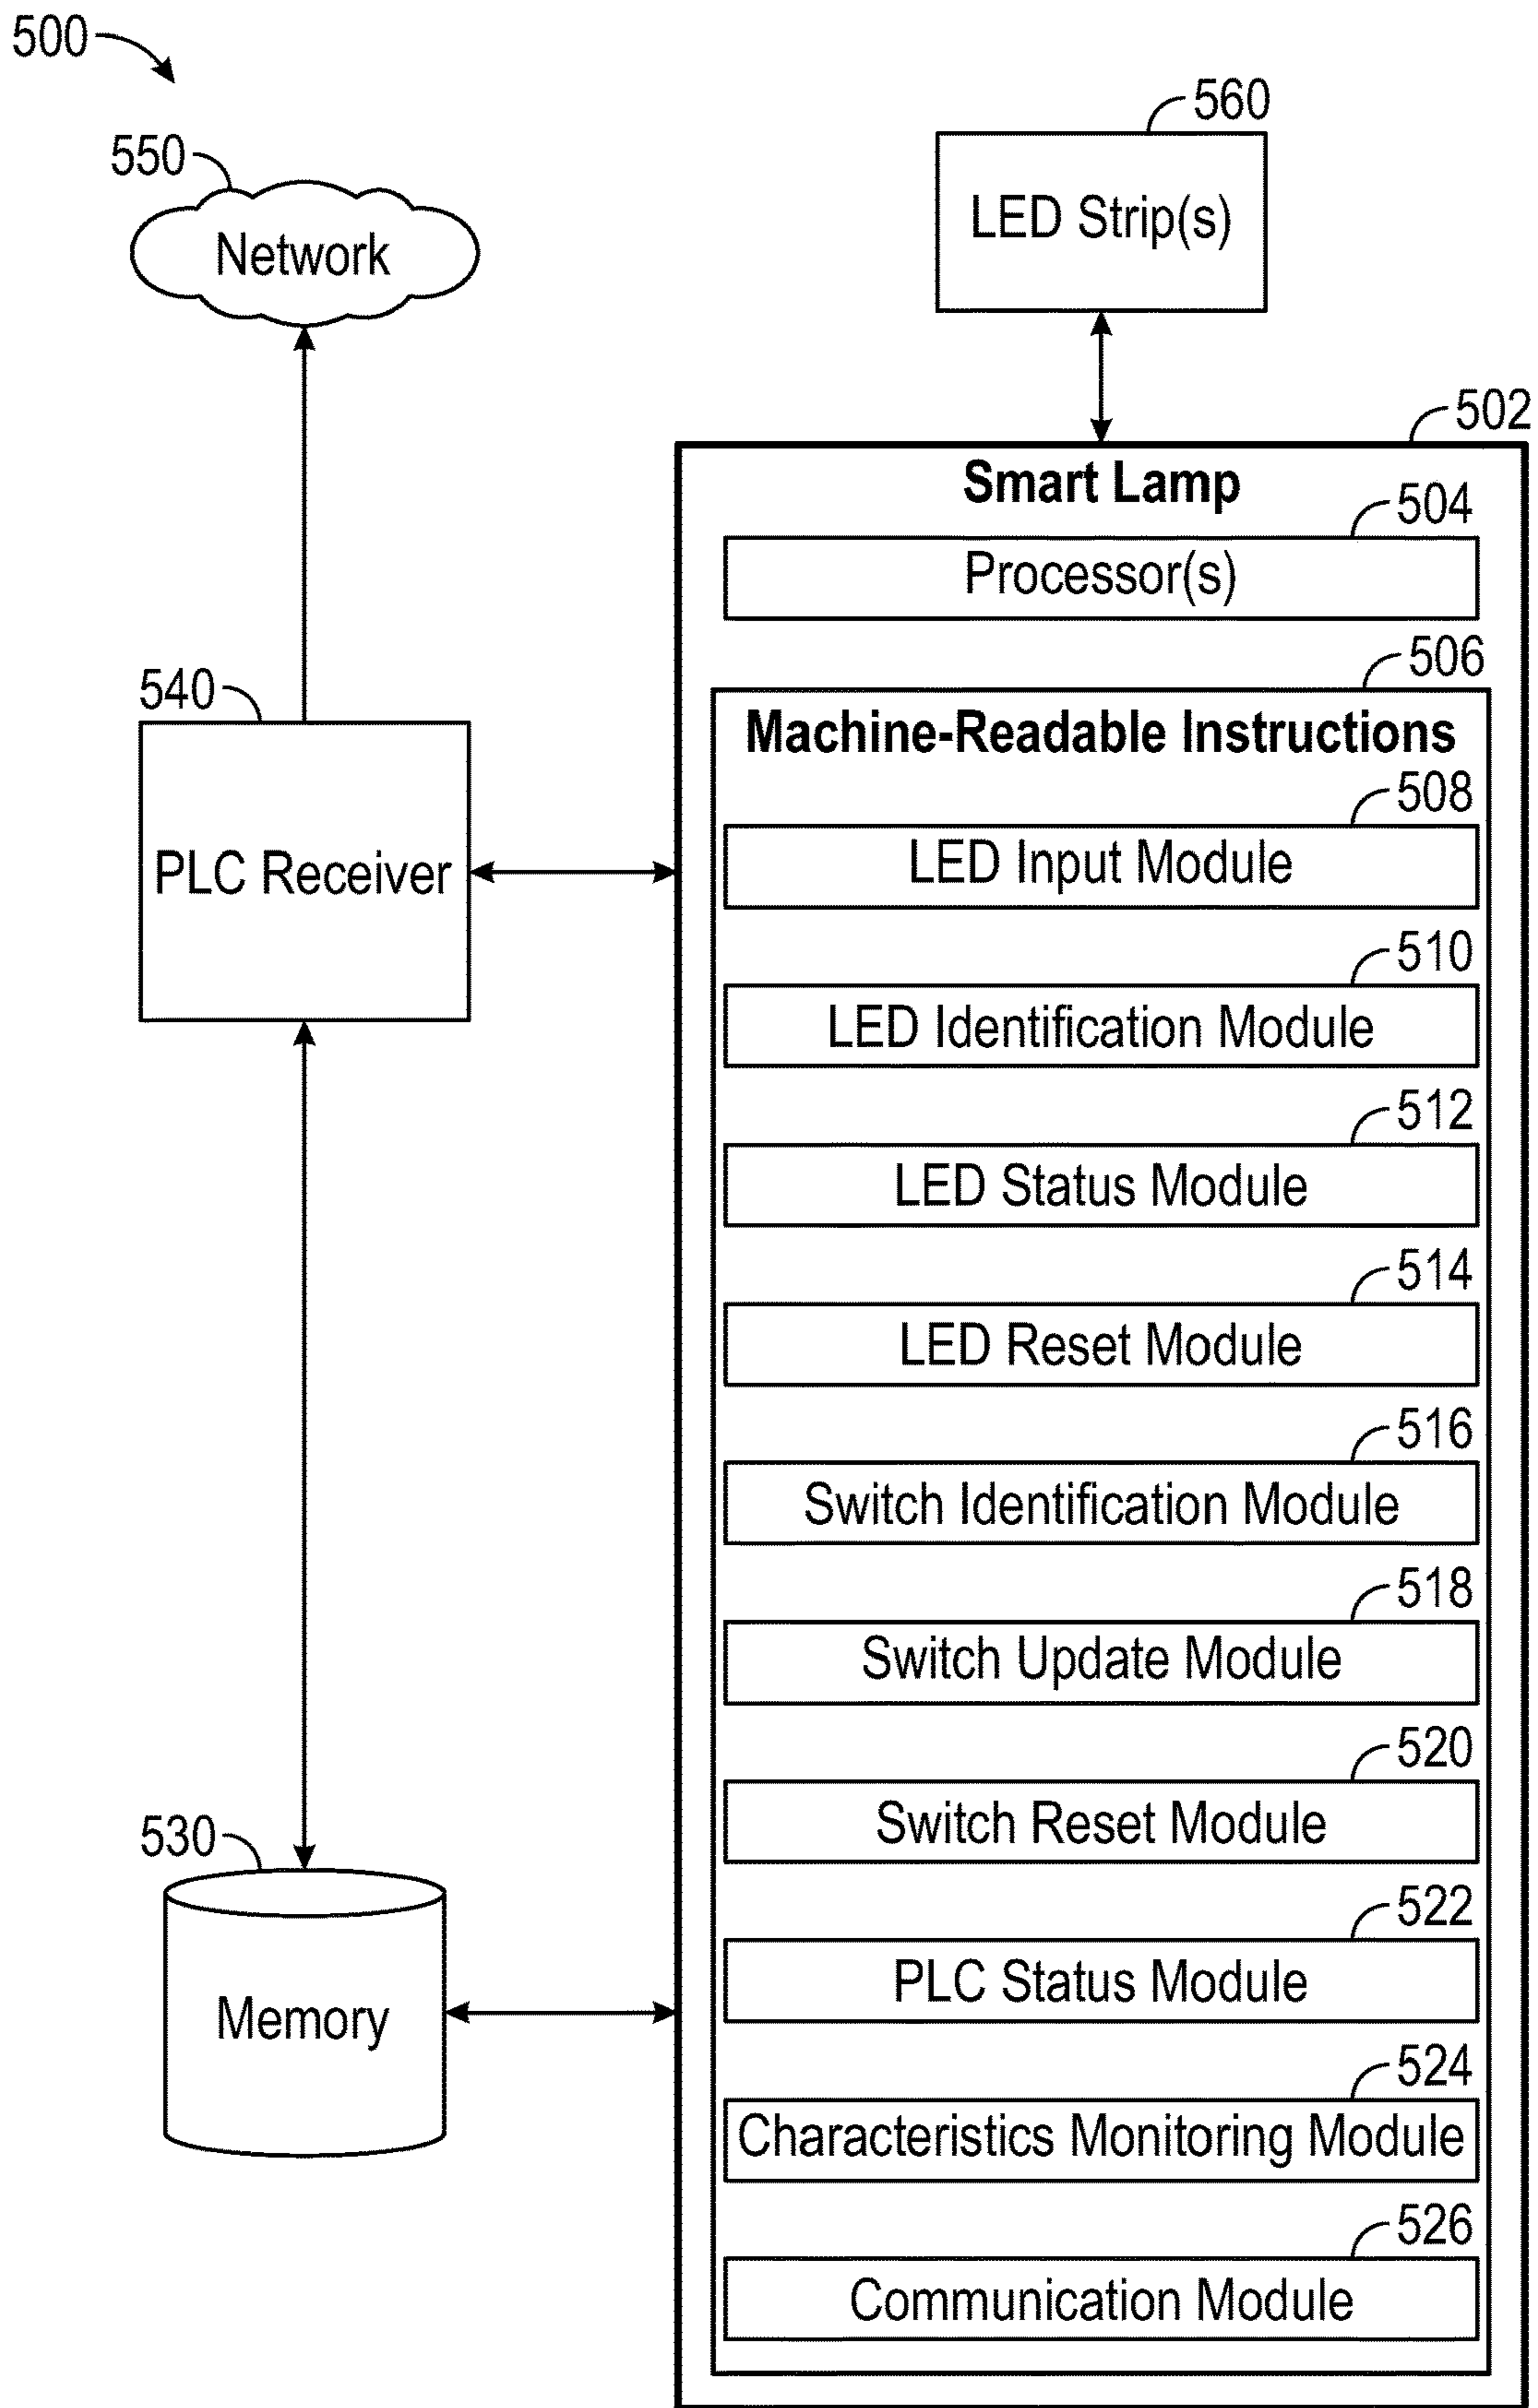 500
550
Network
560
LED Strip(s)
502
Smart Lamp
504
Processor(s)
506
Machine-Readable Instructions
508
LED Input Module
510
LED Identification Module
512
LED Status Module
514
LED Reset Module
516
Switch Identification Module
518
Switch Update Module
520
Switch Reset Module
522
PLC Status Module
524
Characteristics Monitoring Module
526
Communication Module
540
PLC Receiver
530
Memory